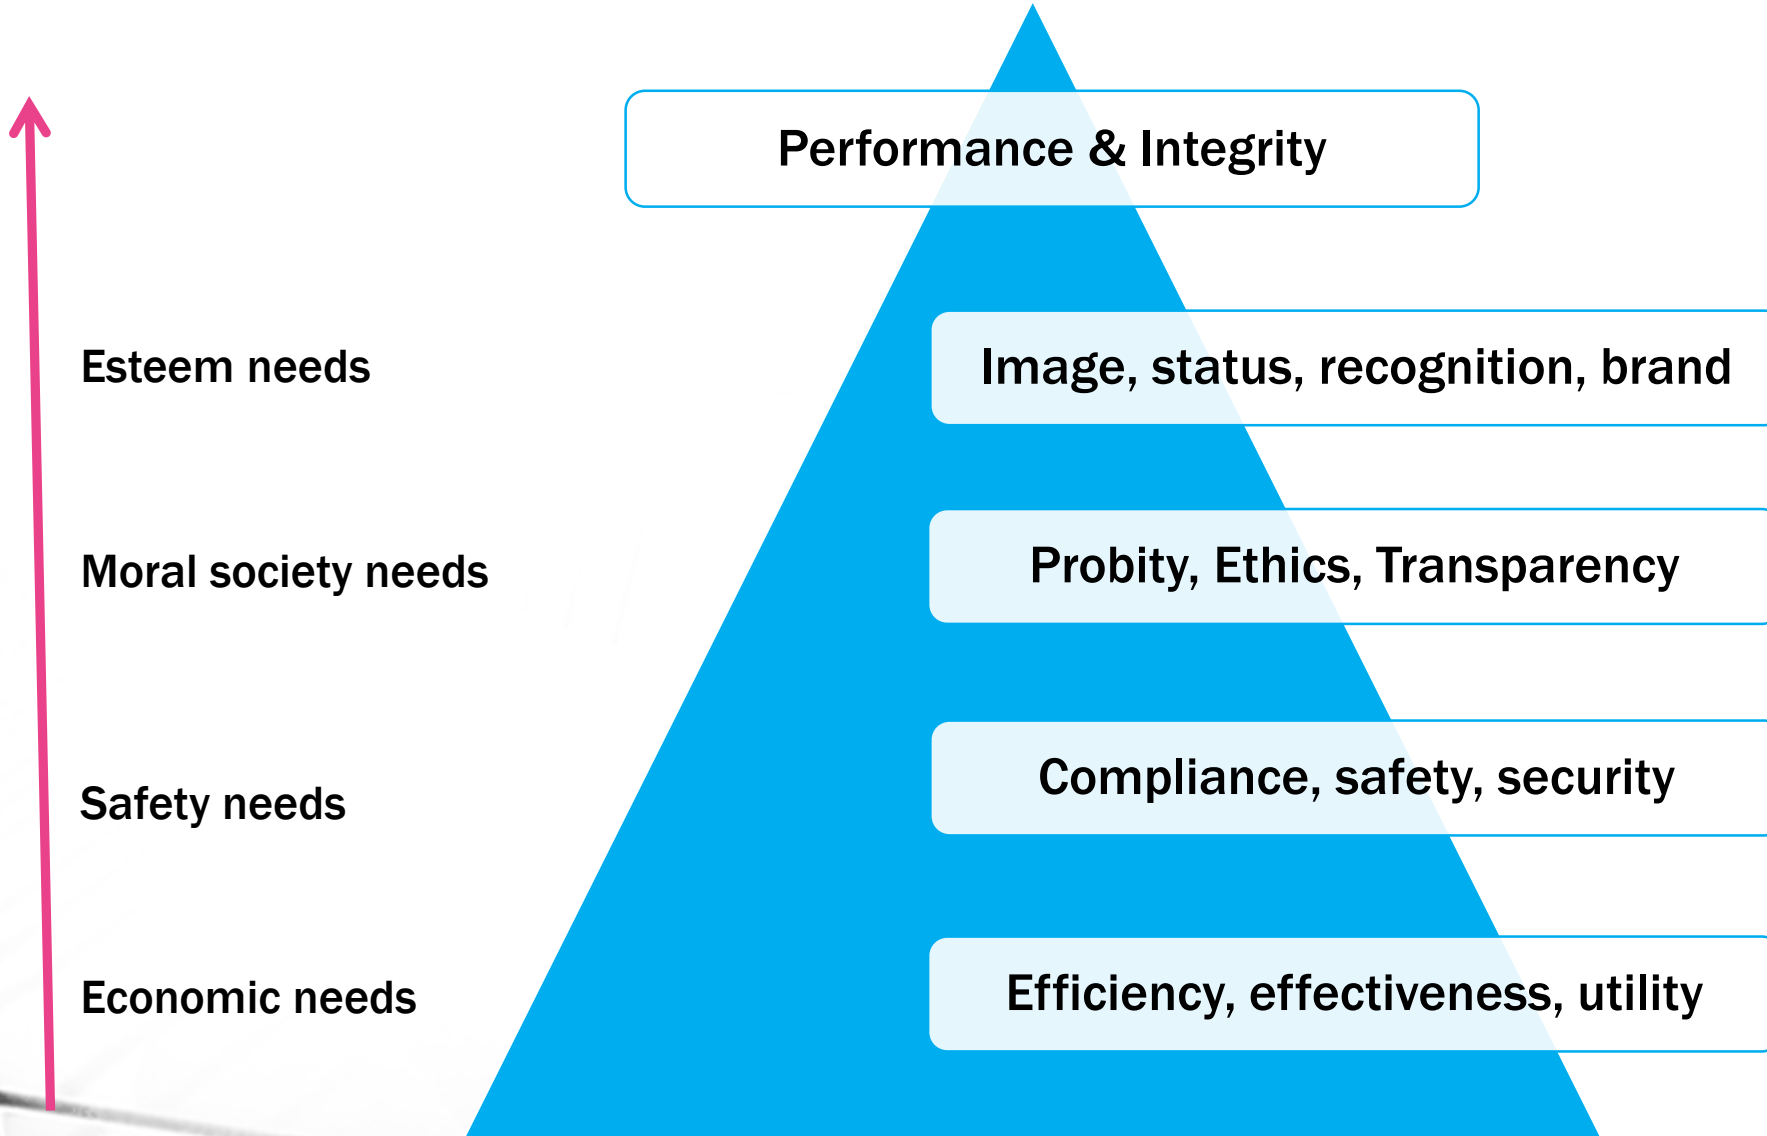 Performance & Integrity
Esteem needs
Image, status, recognition, brand
Moral society needs
Probity, Ethics, Transparency
Safety needs
Compliance, safety, security
Economic needs
Efficiency, effectiveness, utility